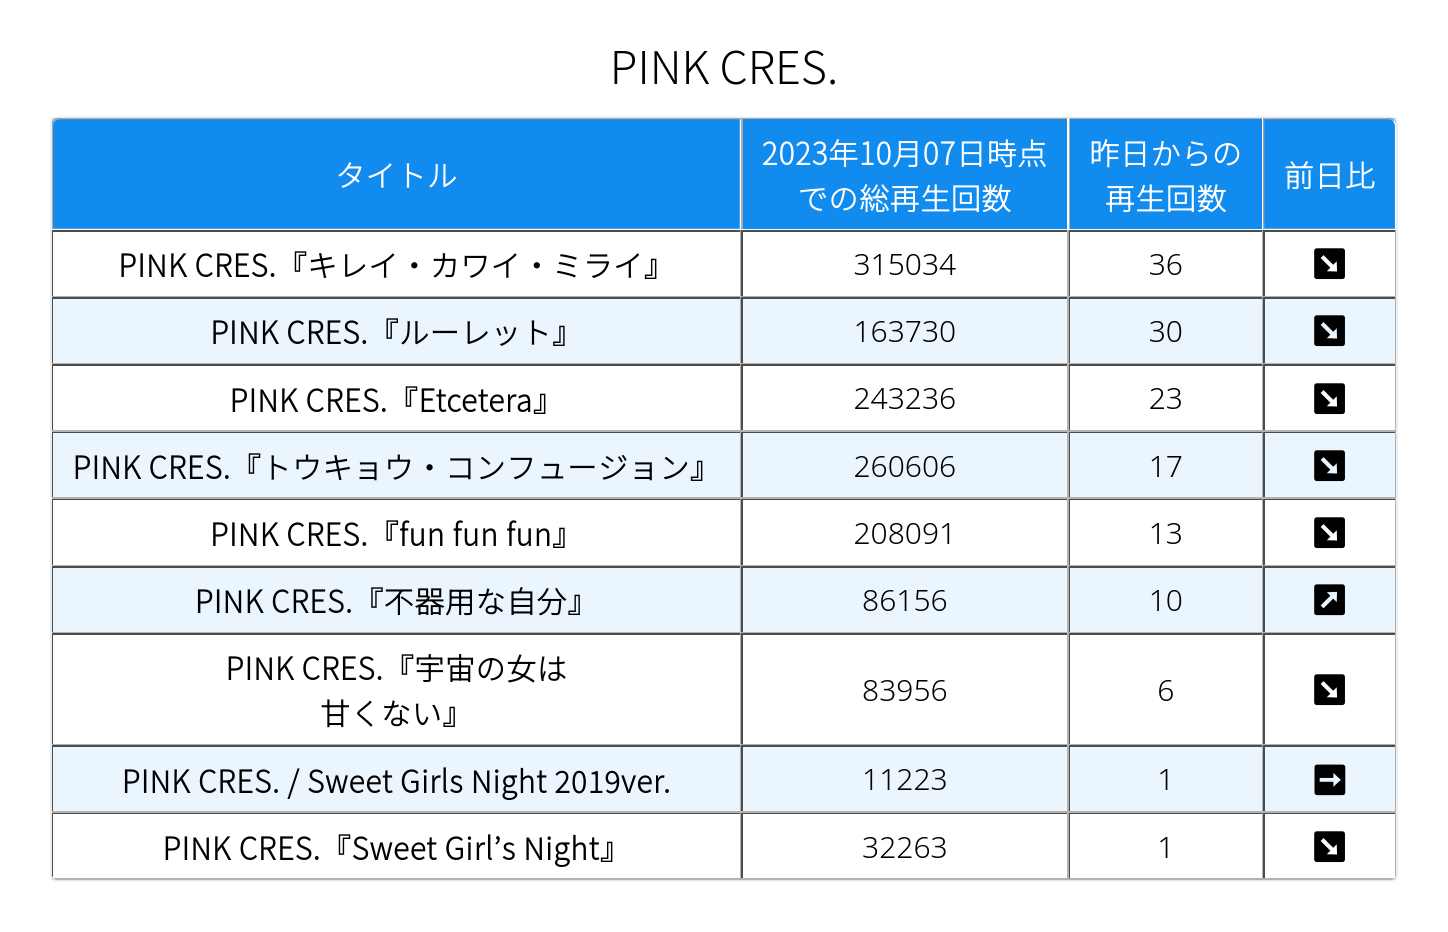 PINK CRES.
タイトル 2023年10月07日時点での総再生回数 昨日からの再生回数 前日比
PINK CRES.『キレイ・カワイ・ミライ』 315034 36 ↘
PINK CRES.『ルーレット』 163730 30 ↘
PINK CRES.『Etcetera』 243236 23 ↘
PINK CRES.『トウキョウ・コンフュージョン』 260606 17 ↘
PINK CRES.『fun fun fun』 208091 13 ↘
PINK CRES.『不器用な自分』 86156 10 ↗
PINK CRES.『宇宙の女は
甘くない』 83956 6 ↘
PINK CRES. / Sweet Girls Night 2019ver. 11223 1 →
PINK CRES.『Sweet Girl’s Night』 32263 1 ↘